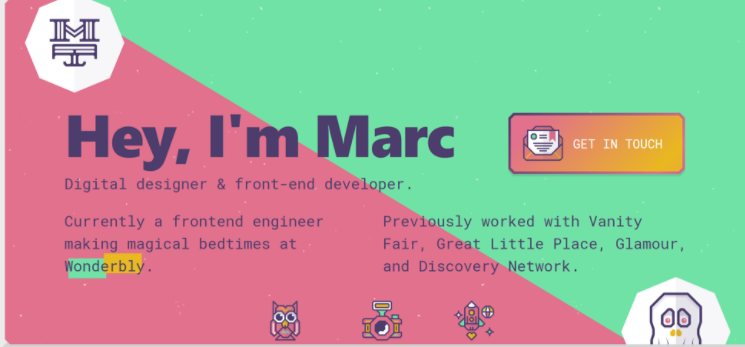 Hey, I'm Marc
GET IN TOUCH
Digital designer & front-end developer.
Currently a frontend engineer
making magical bedtimes at
Wonderbly.
Previously worked with Vanity
Fair, Great Little Place, Glamour,
and Discovery Network.